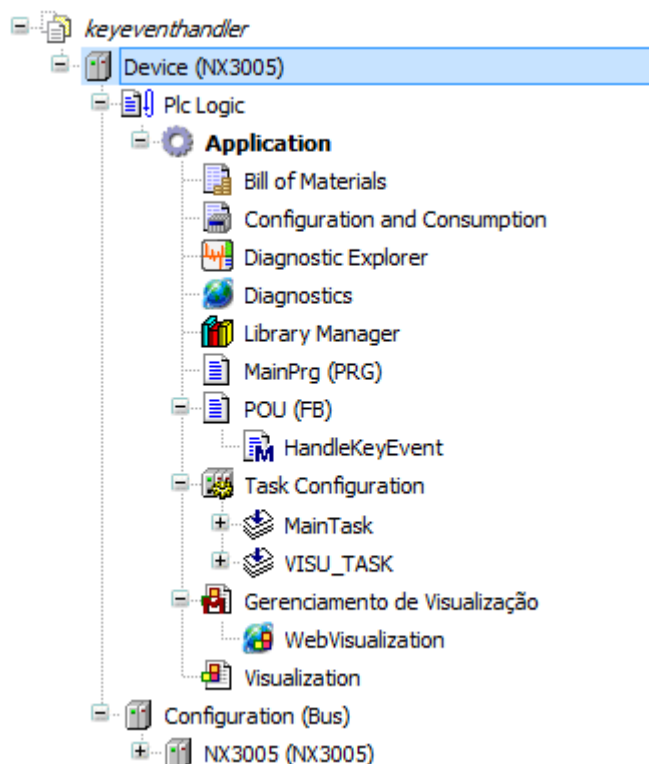 keyeventhandler
Device (NX3005)
Plc Logic
Application
Bill of Materials
Configuration and Consumption
Diagnostic Explorer
Diagnostics
Library Manager
MainPrg (PRG)
POU (FB)
HandleKeyEvent
Task Configuration
MainTask
VISU_TASK
Gerenciamento de Visualização
WebVisualization
Visualization
Configuration (Bus)
NX3005 (NX3005)